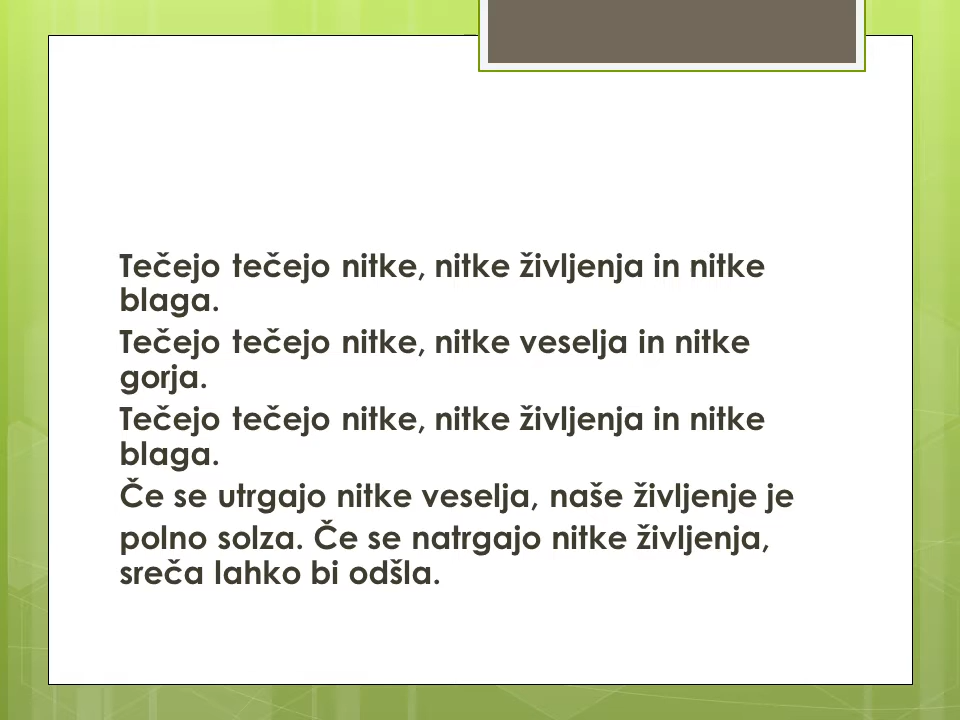 Tečejo tečejo nitke, nitke življenja in nitke
blaga.
Tečejo tečejo nitke, nitke veselja in nitke
gorja.
Tečejo tečejo nitke, nitke življenja in nitke
blaga.
Če se utrgajo nitke veselja, naše življenje je
polno solza. Če se natrgajo nitke življenja,
sreča lahko bi odšla.